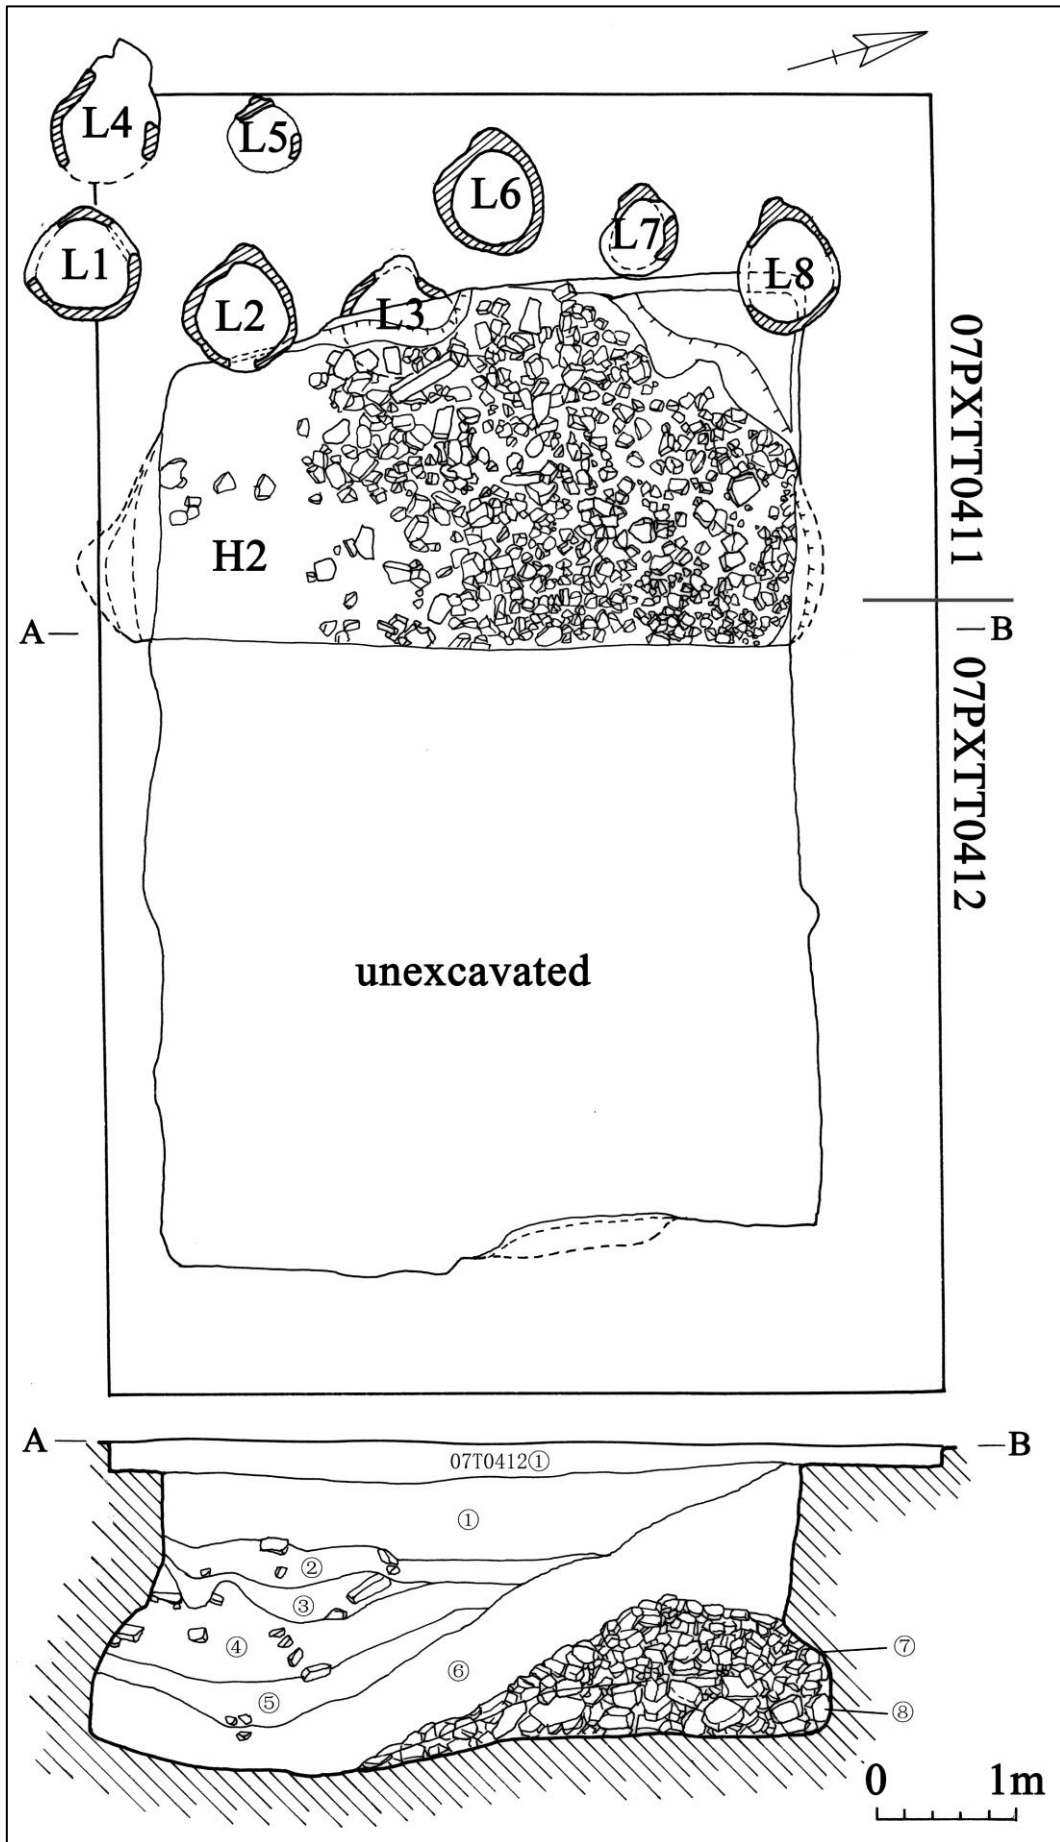 L4
L5
L6
L7
L1
L2
L3
L8
07PXTT0411
H2
A
B
07PXTT0412
unexcavated
A
B
07T0412①
①
②
③
④
⑤
⑥
⑦
⑧
0 1m